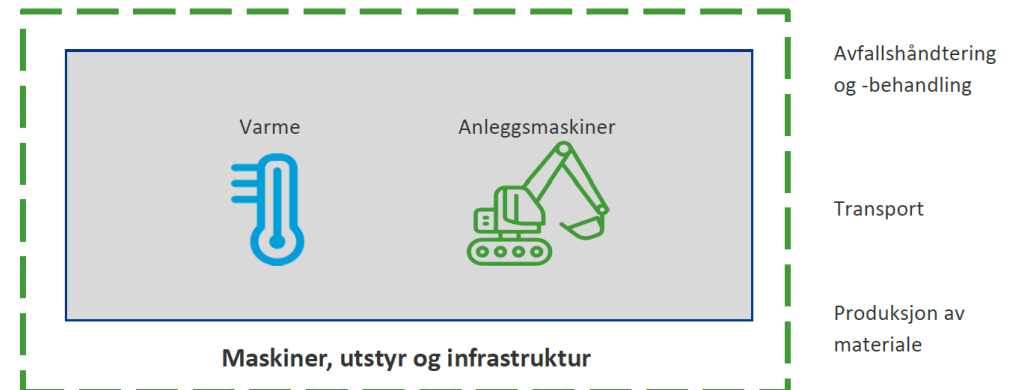 Varme
Anleggsmaskiner
Maskiner, utstyr og infrastruktur
Avfallshåndtering
og -behandling
Transport
Produksjon av
materiale